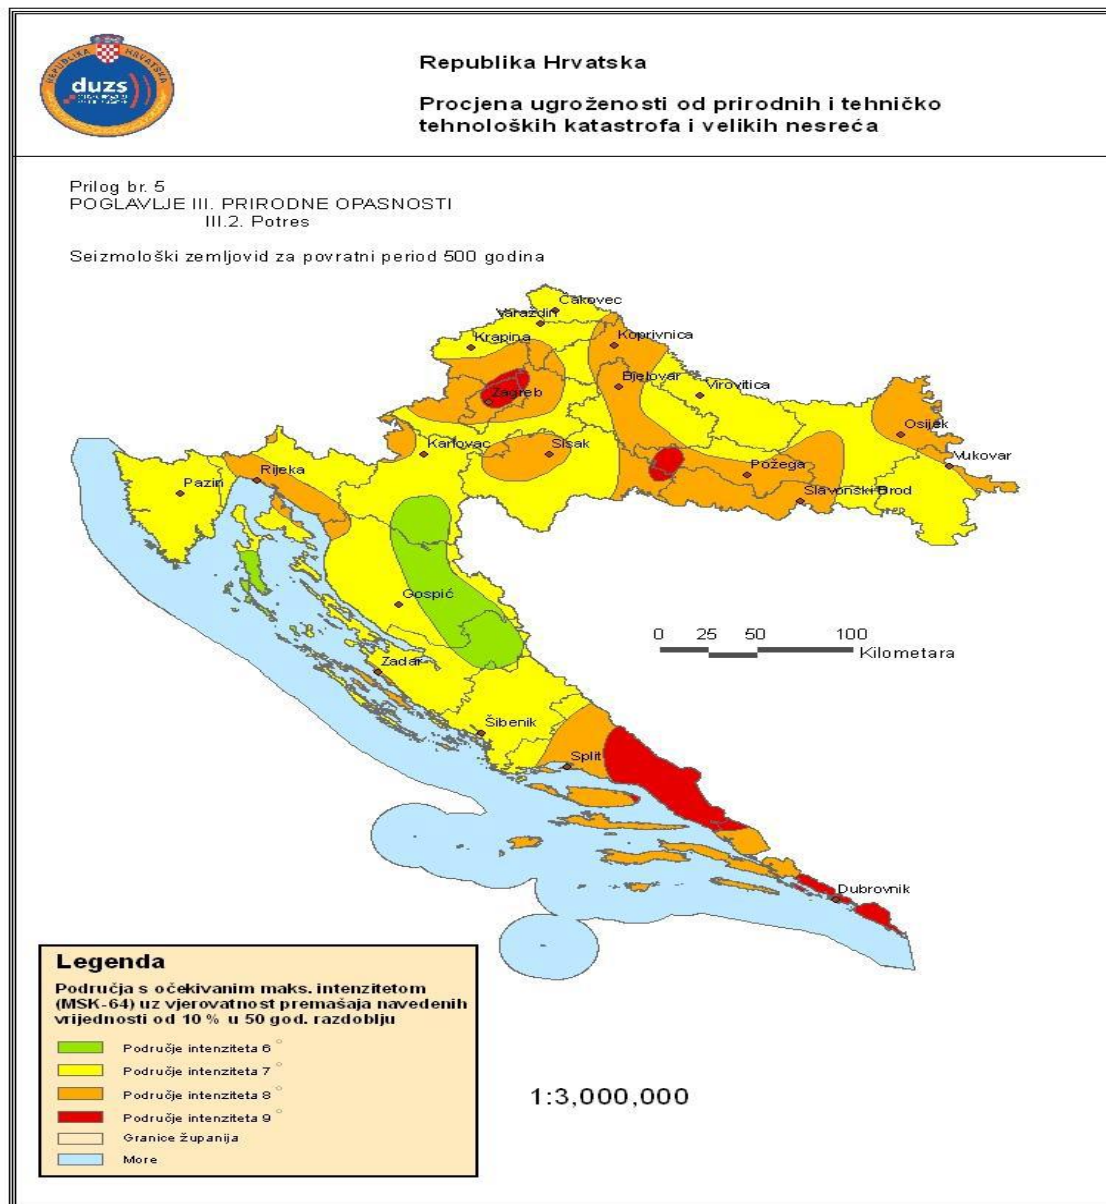 REPUBLIKA HRVATSKA
duzs
Republika Hrvatska
Procjena ugroženosti od prirodnih i tehničko
tehnoloških katastrofa i velikih nesreća
Prilog br. 5
POGLAVLJE III. PRIRODNE OPASNOSTI
III.2. Potres
Seizmološki zemljovid za povratni period 500 godina
Čakovec
Varaždin
Krapina
Koprivnica
Bjelovar
Virovitica
Zagreb
Osijek
Karlovac
Sisak
Vukovar
Rijeka
Požega
Pazin
Slavonski Brod
Gospić
0 25 50 100
Kilometara
Zadar
Šibenik
Split
Dubrovnik
Legenda
Područja s očekivanim maks. intenzitetom
(MSK-64) uz vjerovatnost premašaja navedenih
vrijednosti od 10 % u 50 god. razdoblju
Područje intenziteta 6 °
Područje intenziteta 7 °
Područje intenziteta 8 °
Područje intenziteta 9 °
Granice županija
More
1:3,000,000